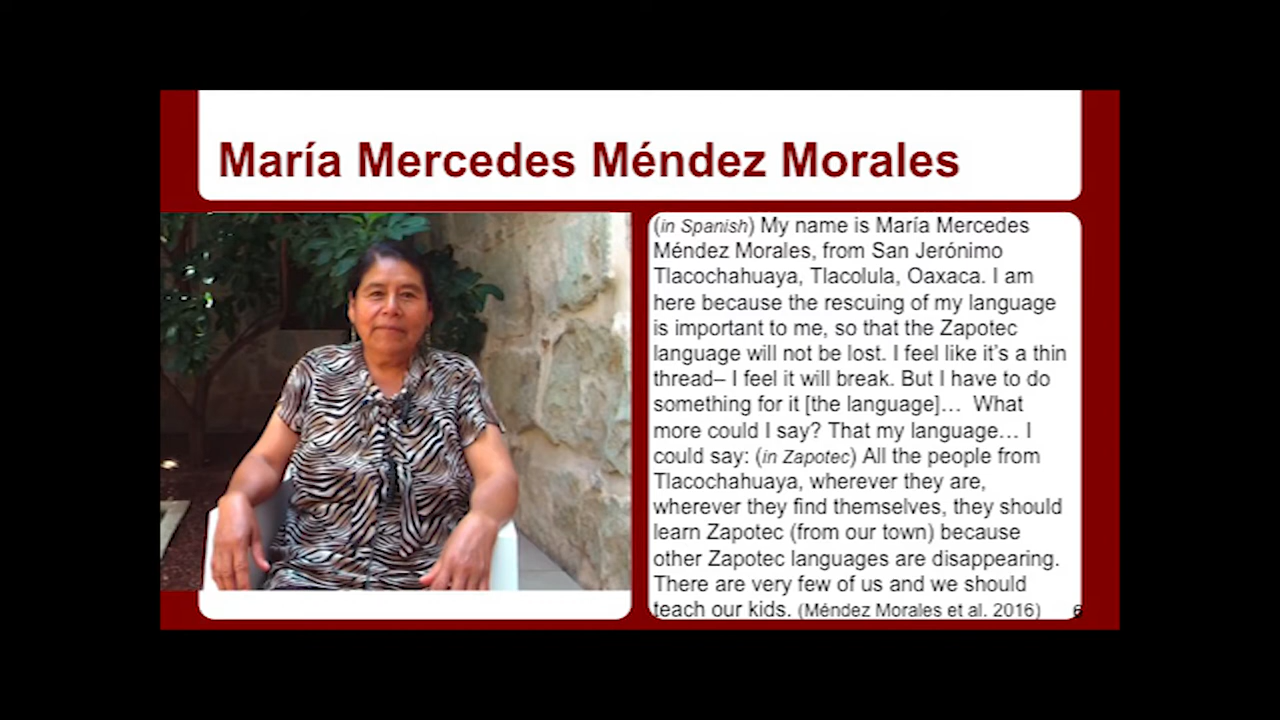 María Mercedes Méndez Morales
(in Spanish) My name is María Mercedes
Méndez Morales, from San Jerónimo
Tlacochahuaya, Tlacolula, Oaxaca. I am
here because the rescuing of my language
is important to me, so that the Zapotec
language will not be lost. I feel like it’s a thin
thread– I feel it will break. But I have to do
something for it [the language]… What
more could I say? That my language… I
could say: (in Zapotec) All the people from
Tlacochahuaya, wherever they are,
wherever they find themselves, they should
learn Zapotec (from our town) because
other Zapotec languages are disappearing.
There are very few of us and we should
teach our kids. (Méndez Morales et al. 2016)
6